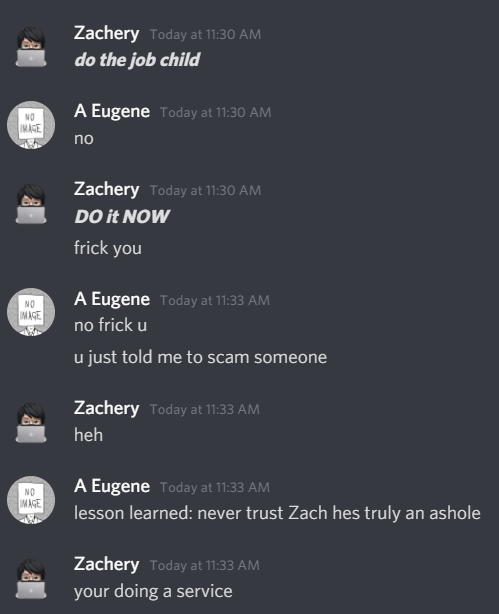 Zachery Today at 11:30 AM
do the job child
A Eugene Today at 11:30 AM
NO
IMAGE
no
Zachery Today at 11:30 AM
DO it NOW
frick you
A Eugene Today at 11:33 AM
NO
IMAGE
no frick u
u just told me to scam someone
Zachery Today at 11:33 AM
heh
A Eugene Today at 11:33 AM
NO
IMAGE
lesson learned: never trust Zach hes truly an ashole
Zachery Today at 11:33 AM
your doing a service